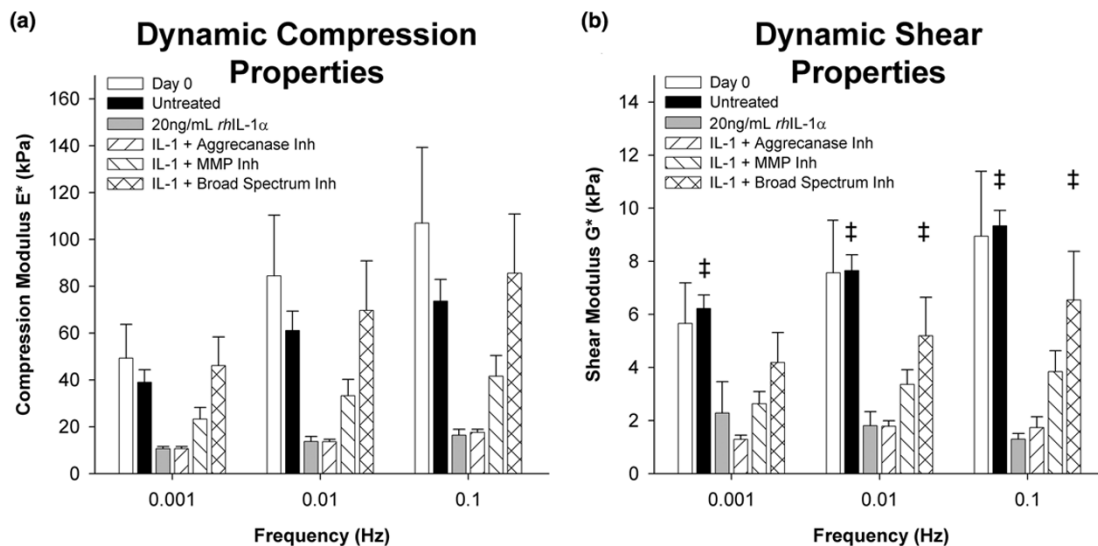 (a)
Dynamic Compression
Properties
Day 0
Untreated
20ng/mL rhIL-1α
IL-1 + Aggrecanase Inh
IL-1 + MMP Inh
IL-1 + Broad Spectrum Inh
Compression Modulus E* (kPa)
160
140
120
100
80
60
40
20
0
0.001
0.01
0.1
Frequency (Hz)
(b)
Dynamic Shear
Properties
Day 0
Untreated
20ng/mL rhIL-1α
IL-1 + Aggrecanase Inh
IL-1 + MMP Inh
IL-1 + Broad Spectrum Inh
Shear Modulus G* (kPa)
14
12
10
8
6
4
2
0
‡
‡
‡
‡
‡
0.001
0.01
0.1
Frequency (Hz)